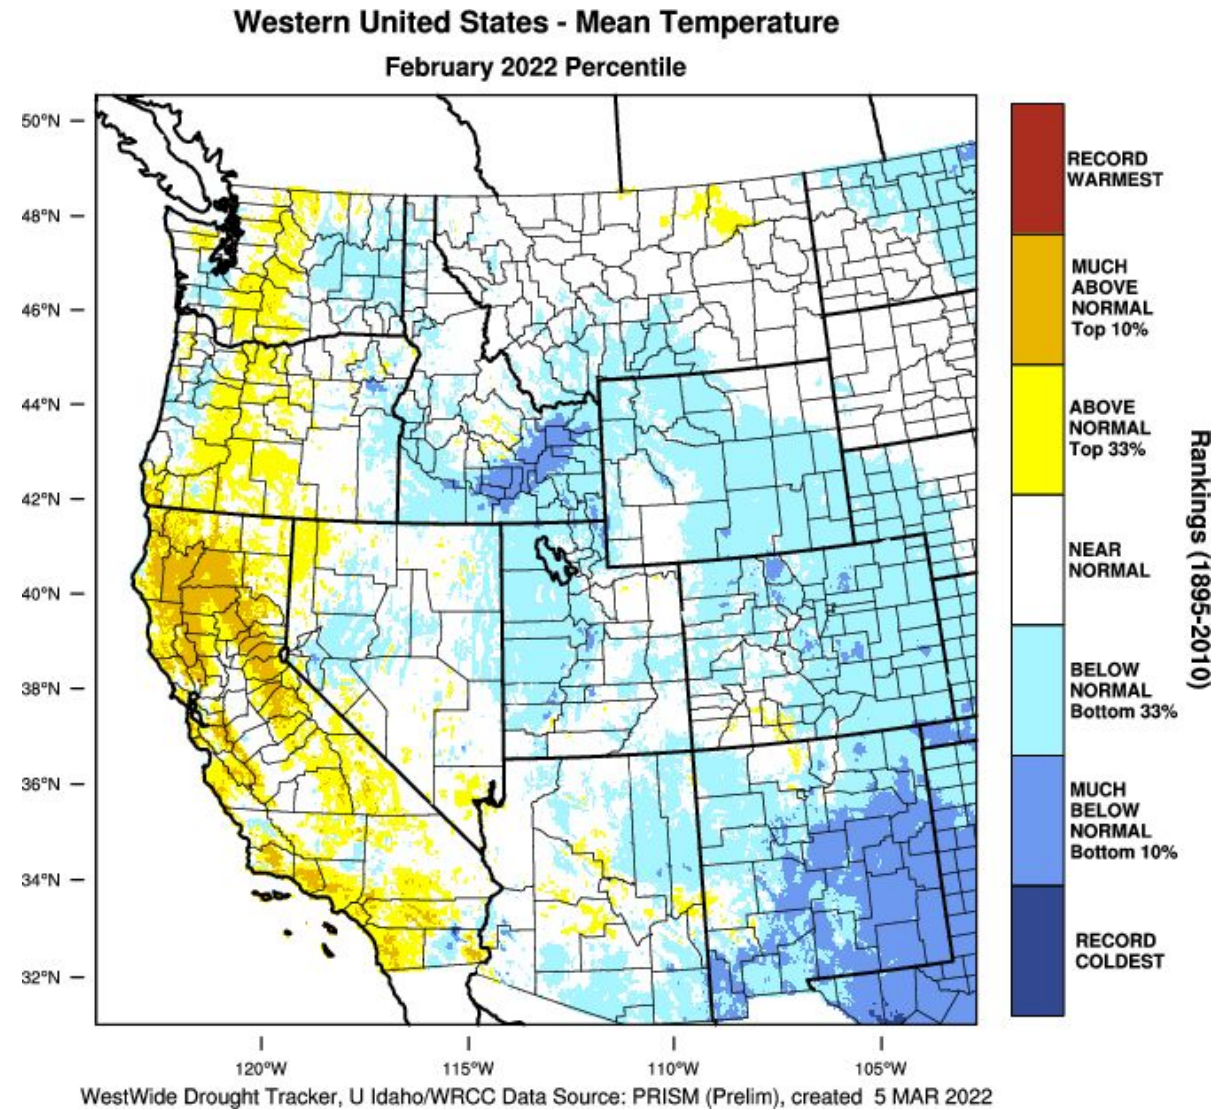 Western United States - Mean Temperature
February 2022 Percentile
50°N
48°N
46°N
44°N
42°N
40°N
38°N
36°N
34°N
32°N
120°W
115°W
110°W
105°W
RECORD
WARMEST
MUCH
ABOVE
NORMAL
Top 10%
ABOVE
NORMAL
Top 33%
NEAR
NORMAL
BELOW
NORMAL
Bottom 33%
MUCH
BELOW
NORMAL
Bottom 10%
RECORD
COLDEST
Rankings (1895-2010)
WestWide Drought Tracker, U Idaho/WRCC Data Source: PRISM (Prelim), created 5 MAR 2022